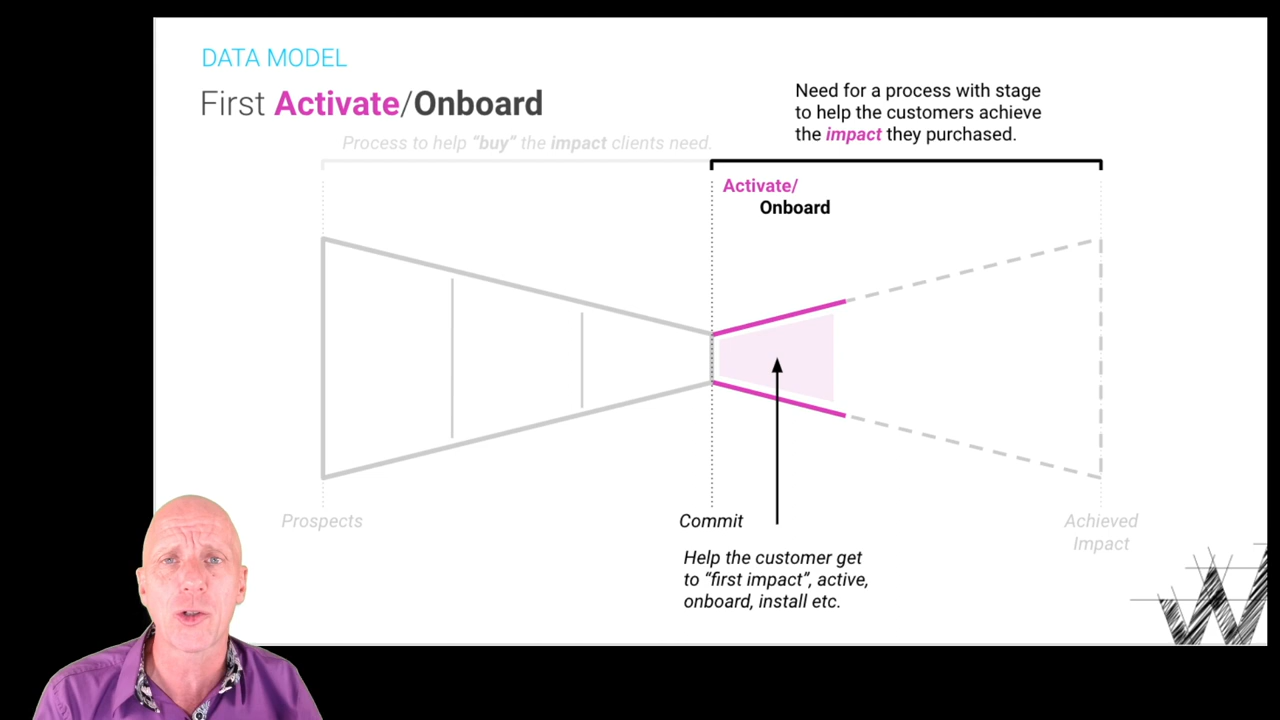 DATA MODEL
First Activate/Onboard
Need for a process with stage
to help the customers achieve
the impact they purchased.
Process to help “buy” the impact clients need.
Activate/
Onboard
Prospects
Commit
Achieved
Impact
Help the customer get
to “first impact”, active,
onboard, install etc.
W